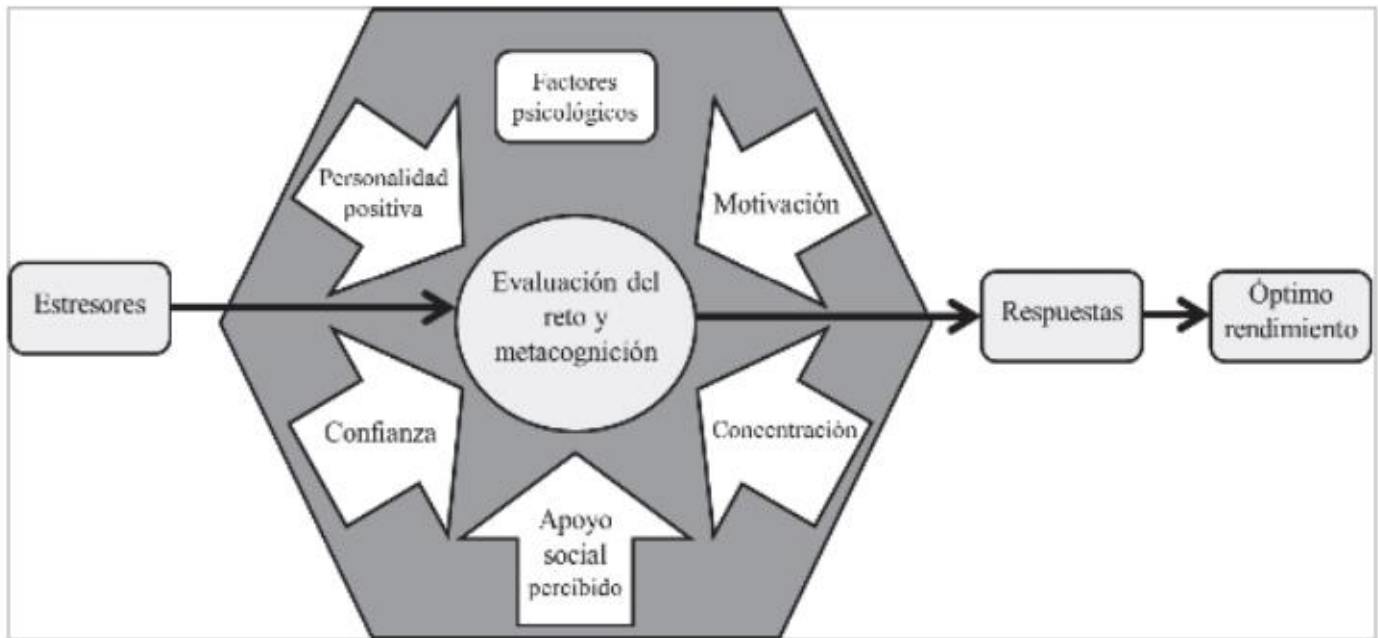 Factores
psicológicos
Personalidad
positiva
Motivación
Estresores
Evaluación del
reto y
metacognición
Respuestas
Óptimo
rendimiento
Confianza
Concentración
Apoyo
social
percibido